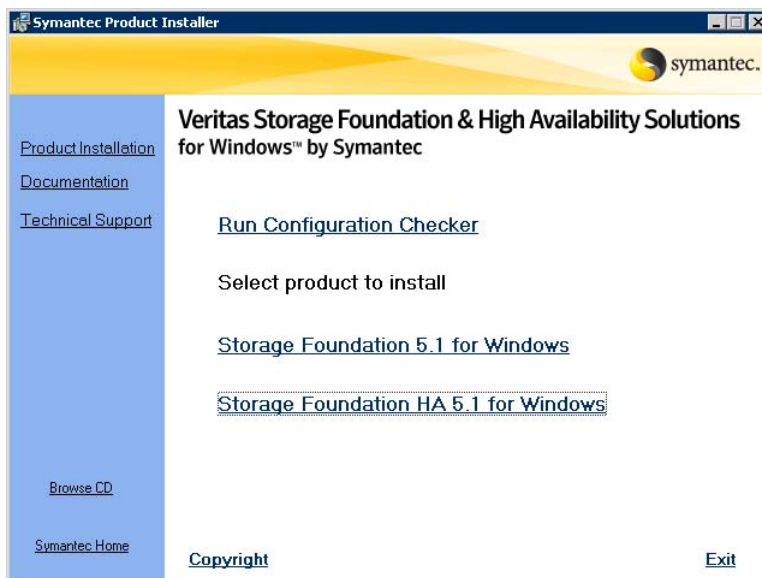 Symantec Product Installer
symantec.
Veritas Storage Foundation & High Availability Solutions
for Windows™ by Symantec
Product Installation
Documentation
Technical Support
Run Configuration Checker
Select product to install
Storage Foundation 5.1 for Windows
Storage Foundation HA 5.1 for Windows
Browse CD
Symantec Home
Copyright
Exit